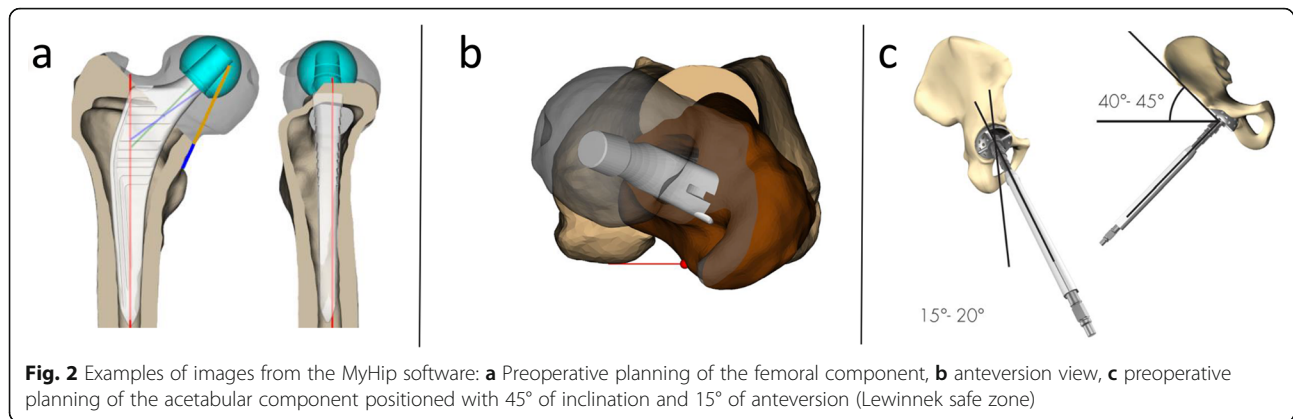 a
b
c
40°- 45°
15°- 20°
Fig. 2 Examples of images from the MyHip software: a Preoperative planning of the femoral component, b anteversion view, c preoperative
planning of the acetabular component positioned with 45° of inclination and 15° of anteversion (Lewinnek safe zone)